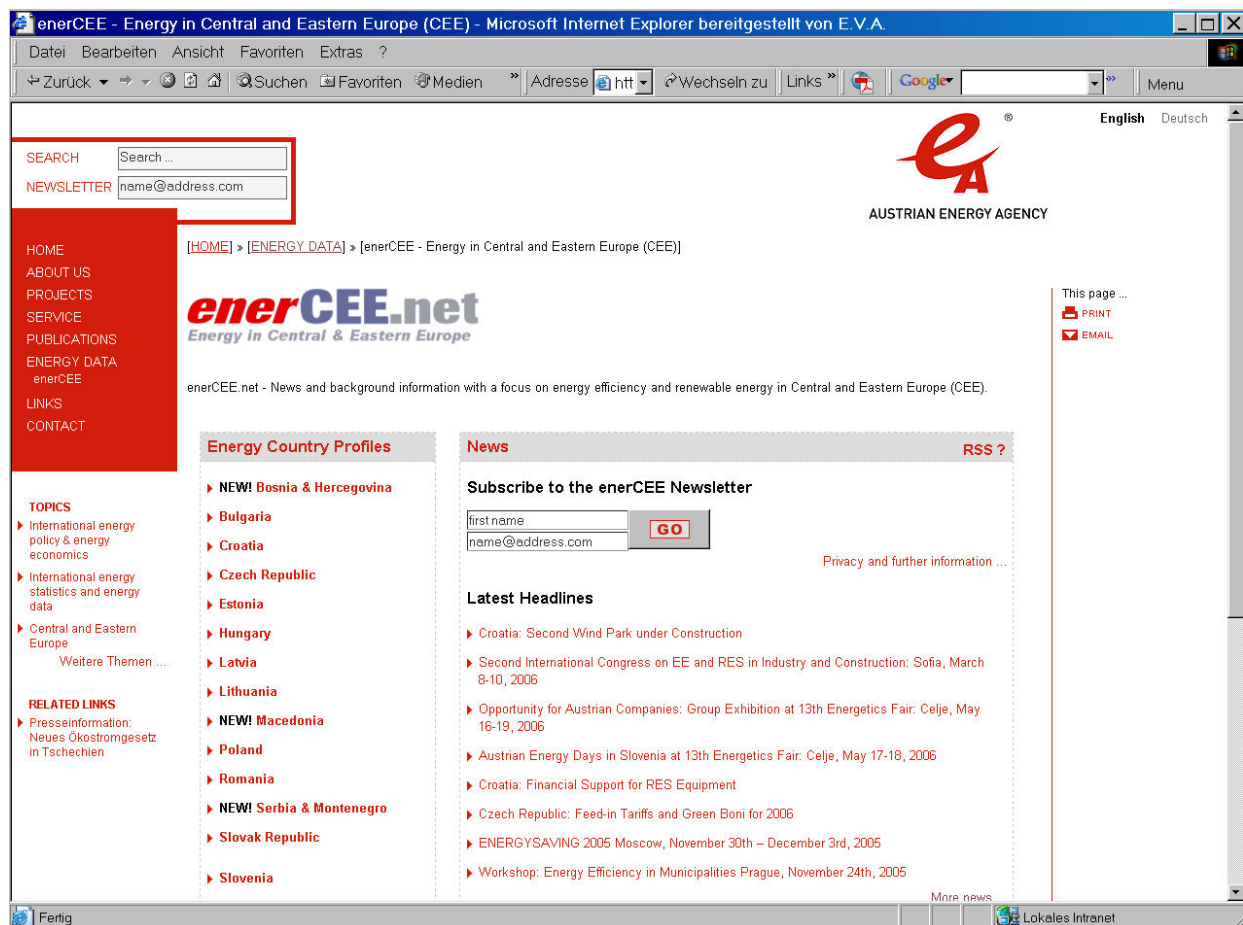 enerCEE - Energy in Central and Eastern Europe (CEE) - Microsoft Internet Explorer bereitgestellt von E.V.A.
Datei Bearbeiten Ansicht Favoriten Extras ?
Zurück Suchen Favoriten Medien » Adresse htt Wechseln zu Links » Google » Menu
English Deutsch
SEARCH Search ...
NEWSLETTER name@address.com
®
AUSTRIAN ENERGY AGENCY
HOME
ABOUT US
PROJECTS
SERVICE
PUBLICATIONS
ENERGY DATA
enerCEE
LINKS
CONTACT
[HOME] » [ENERGY DATA] » [enerCEE - Energy in Central and Eastern Europe (CEE)]
enerCEE.net
Energy in Central & Eastern Europe
This page ...
PRINT
EMAIL
enerCEE.net - News and background information with a focus on energy efficiency and renewable energy in Central and Eastern Europe (CEE).
TOPICS
International energy
policy & energy
economics
International energy
statistics and energy
data
Central and Eastern
Europe
Weitere Themen ...
RELATED LINKS
Presseinformation:
Neues Ökostromgesetz
in Tschechien
Energy Country Profiles
NEW! Bosnia & Hercegovina
Bulgaria
Croatia
Czech Republic
Estonia
Hungary
Latvia
Lithuania
NEW! Macedonia
Poland
Romania
NEW! Serbia & Montenegro
Slovak Republic
Slovenia
News RSS ?
Subscribe to the enerCEE Newsletter
first name
name@address.com
GO
Privacy and further information ...
Latest Headlines
Croatia: Second Wind Park under Construction
Second International Congress on EE and RES in Industry and Construction: Sofia, March
8-10, 2006
Opportunity for Austrian Companies: Group Exhibition at 13th Energetics Fair: Celje, May
16-19, 2006
Austrian Energy Days in Slovenia at 13th Energetics Fair: Celje, May 17-18, 2006
Croatia: Financial Support for RES Equipment
Czech Republic: Feed-in Tariffs and Green Boni for 2006
ENERGYSAVING 2005 Moscow, November 30th – December 3rd, 2005
Workshop: Energy Efficiency in Municipalities Prague, November 24th, 2005
More news
Fertig
Lokales Intranet